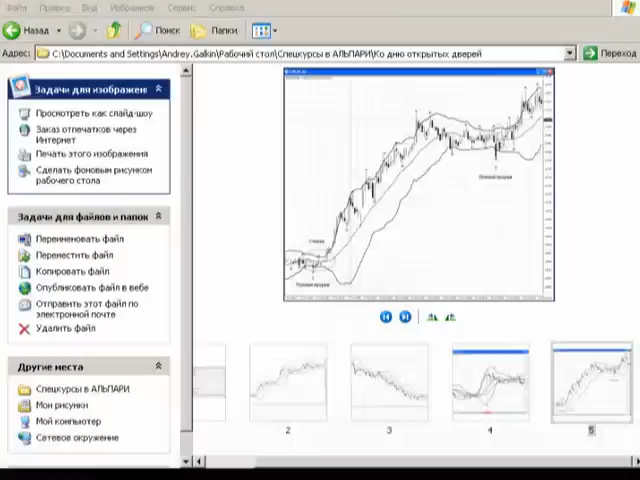 Файл Правка Вид Избранное Сервис Справка
Назад Поиск Папки
Адрес: C:\Documents and Settings\Andrey.Galkin\Рабочий стол\Спецкурсы в АЛЬПАРИ\Ко дню открытых дверей Переход
Задачи для изображен
Просмотреть как слайд-шоу
Заказ отпечатков через
Интернет
Печать этого изображения
Сделать фоновым рисунком
рабочего стола
Задачи для файлов и папок
Переименовать файл
Переместить файл
Копировать файл
Опубликовать файл в вебе
Отправить этот файл по
электронной почте
Удалить файл
Другие места
Спецкурсы в АЛЬПАРИ
Мои рисунки
Мой компьютер
Сетевое окружение
2 3 4 5